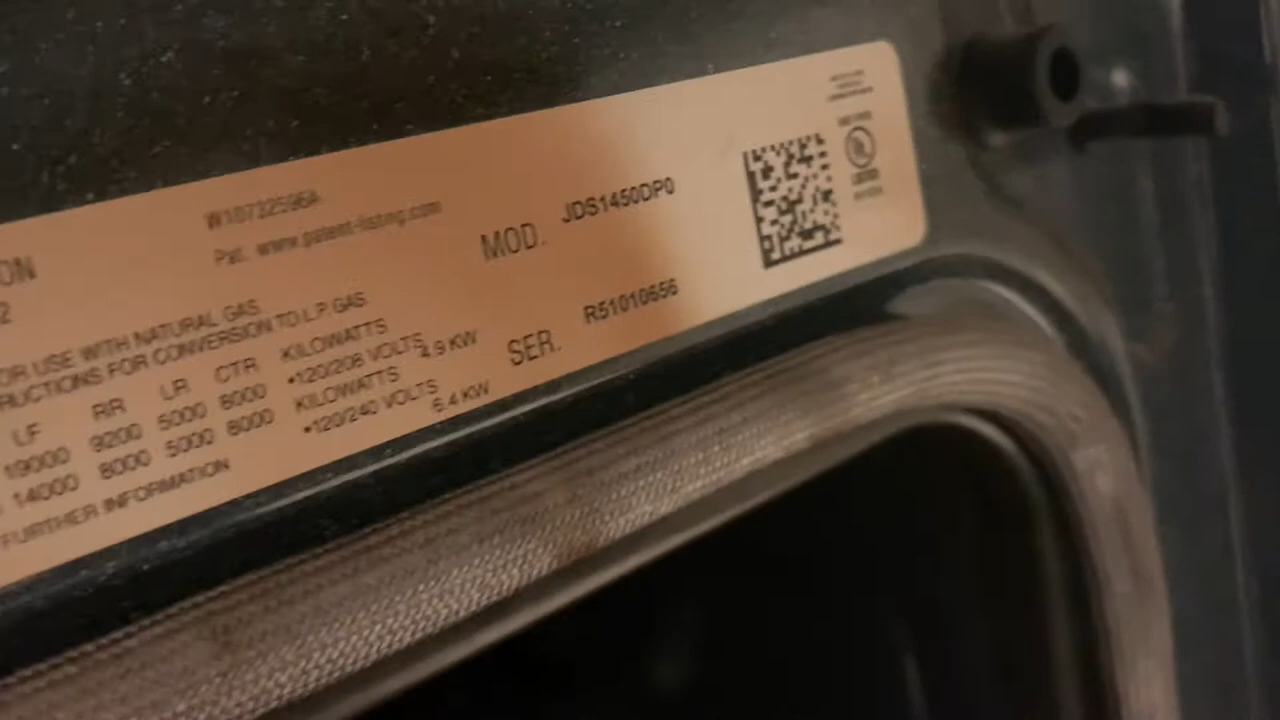 W10732596A
Pat. www.patent-listing.com
ON
2
OR USE WITH NATURAL GAS
RUCTIONS FOR CONVERSION TO L.P. GAS
LF RR LR CTR
19000 9200 5000 8000
14000 8000 5000 8000
FURTHER INFORMATION
KILOWATTS
•120/208 VOLTS 4.9 KW
KILOWATTS
•120/240 VOLTS 6.4 KW
MOD. JDS1450DP0
SER. R51010656
UL